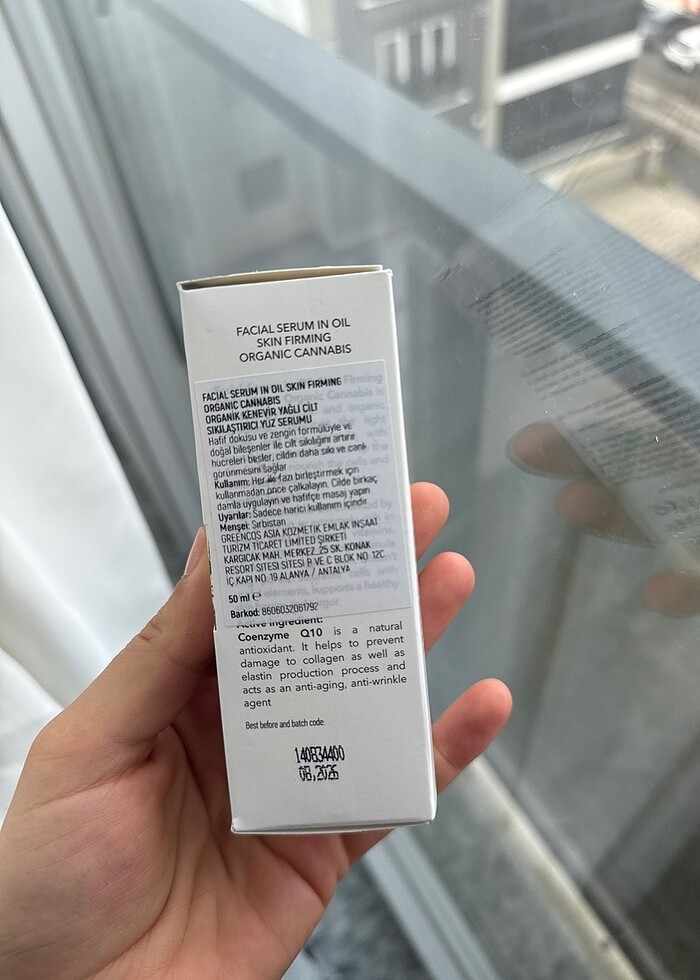 FACIAL SERUM IN OIL
SKIN FIRMING
ORGANIC CANNABIS
FACIAL SERUM IN OIL SKIN FIRMINE
ORGANIC CANNABIS
ORGANİK KENEVİR YAĞLI CİLT
SIKILAŞTIRICI YÜZ SERUMU
Hafif dokusu ve zengin formülüyle ve
doğal bileşenler ile cilt sıkılığını artırır,
hücreleri besler, cildin daha sıkı ve canlı
görünmesini sağlar
Kullanım: Her iki fazı birleştirmek için
kullanmadan önce çalkalayın. Cilde birkaç
damla uygulayın ve hafifçe masaj yapın
Uyarılar: Sadece harici kullanım içindir
Menşei: Sırbistan
GREENCOS ASIA KOZMETİK EMLAK İNŞAAT
TURİZM TİCARET LİMİTED ŞİRKETİ
KARGICAK MAH. MERKEZ. 25 SK. KONAK
RESORT SİTESİ SİTESİ B VE C BLOK NO: 12C
İÇ KAPI NO. 19 ALANYA / ANTALYA
50 ml ℮
Barkod: 8606032061792
Active ingredient:
Coenzyme Q10 is a natural
antioxidant. It helps to prevent
damage to collagen as well as
elastin production process and
acts as an anti-aging, anti-wrinkle
agent
Best before and batch code:
140834400
08.2026